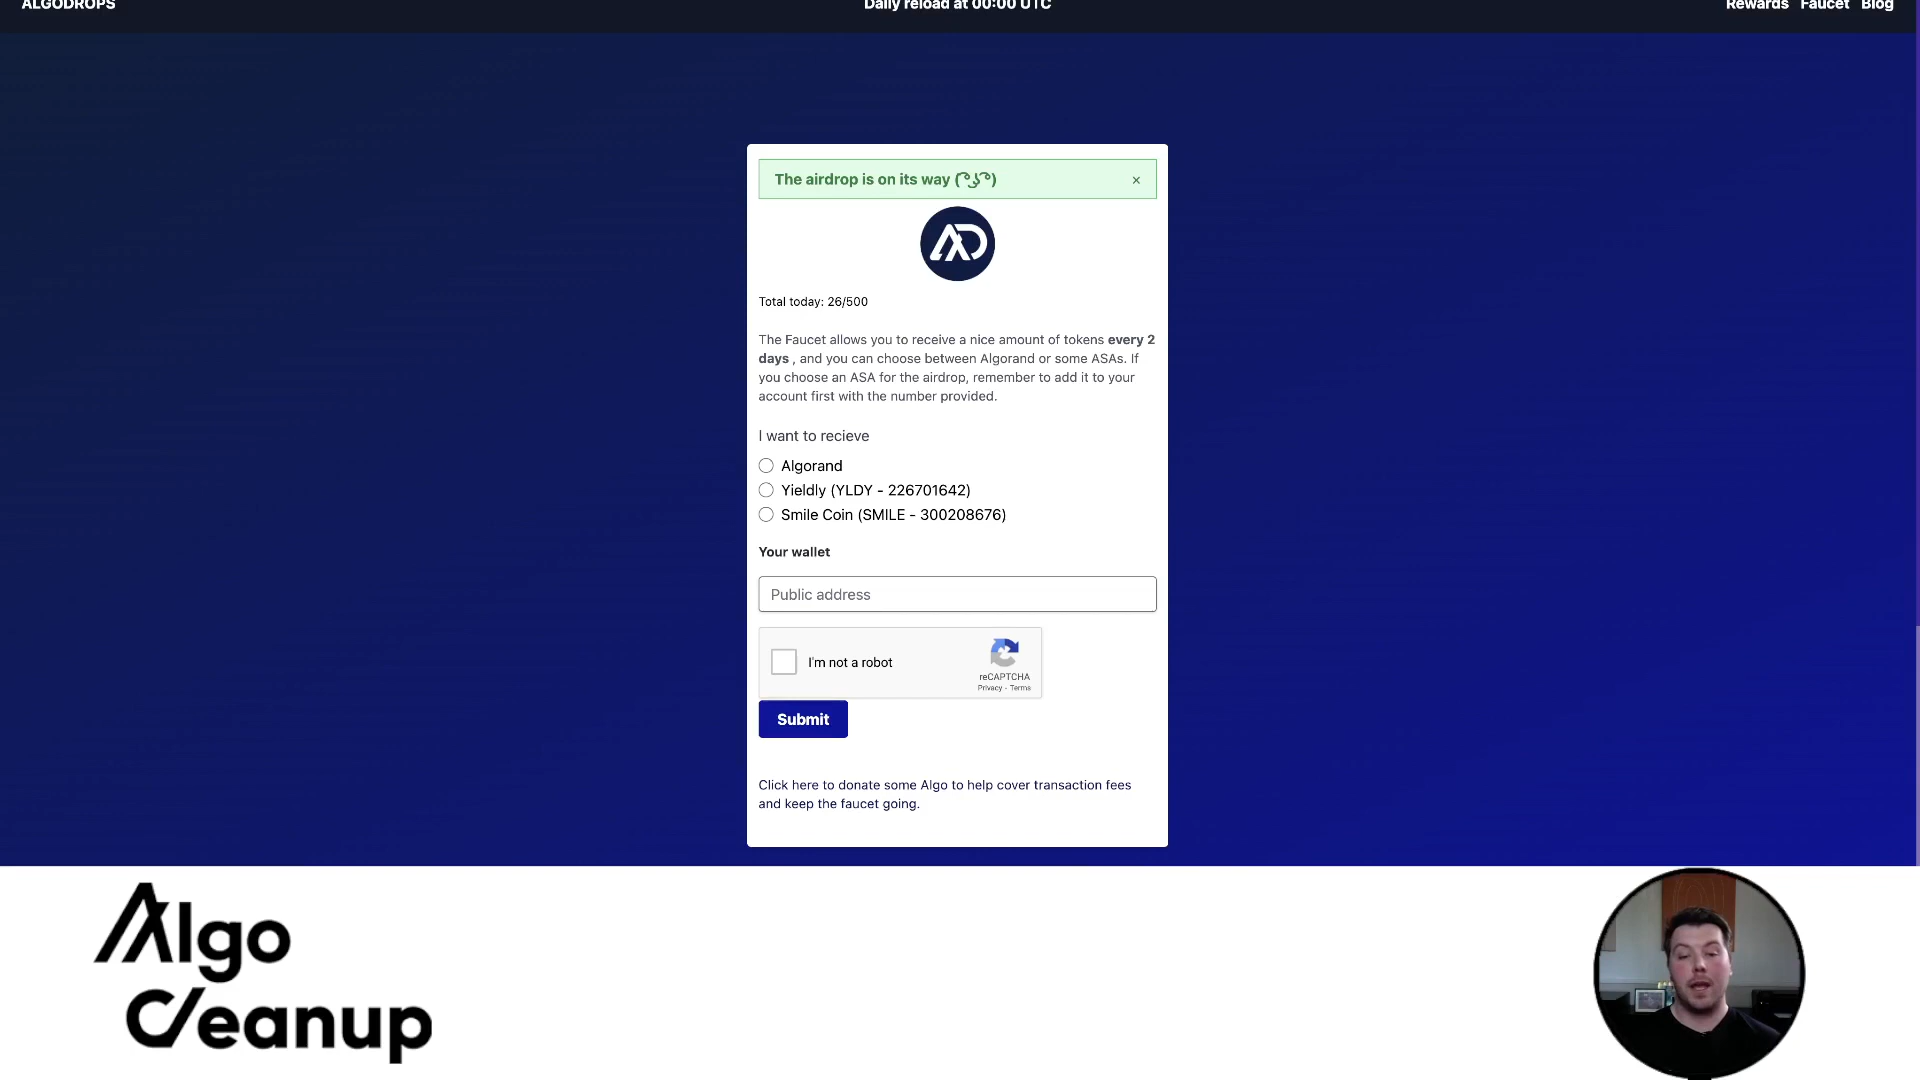 ALGODROPS Daily reload at 00:00 UTC Rewards Faucet Blog
The airdrop is on its way ( ͡° ͜ʖ ͡°) ×
Total today: 26/500
The Faucet allows you to receive a nice amount of tokens every 2
days , and you can choose between Algorand or some ASAs. If
you choose an ASA for the airdrop, remember to add it to your
account first with the number provided.
I want to recieve
Algorand
Yieldly (YLDY - 226701642)
Smile Coin (SMILE - 300208676)
Your wallet
Public address
I'm not a robot
reCAPTCHA
Privacy - Terms
Submit
Click here to donate some Algo to help cover transaction fees
and keep the faucet going.
Algo
Cleanup